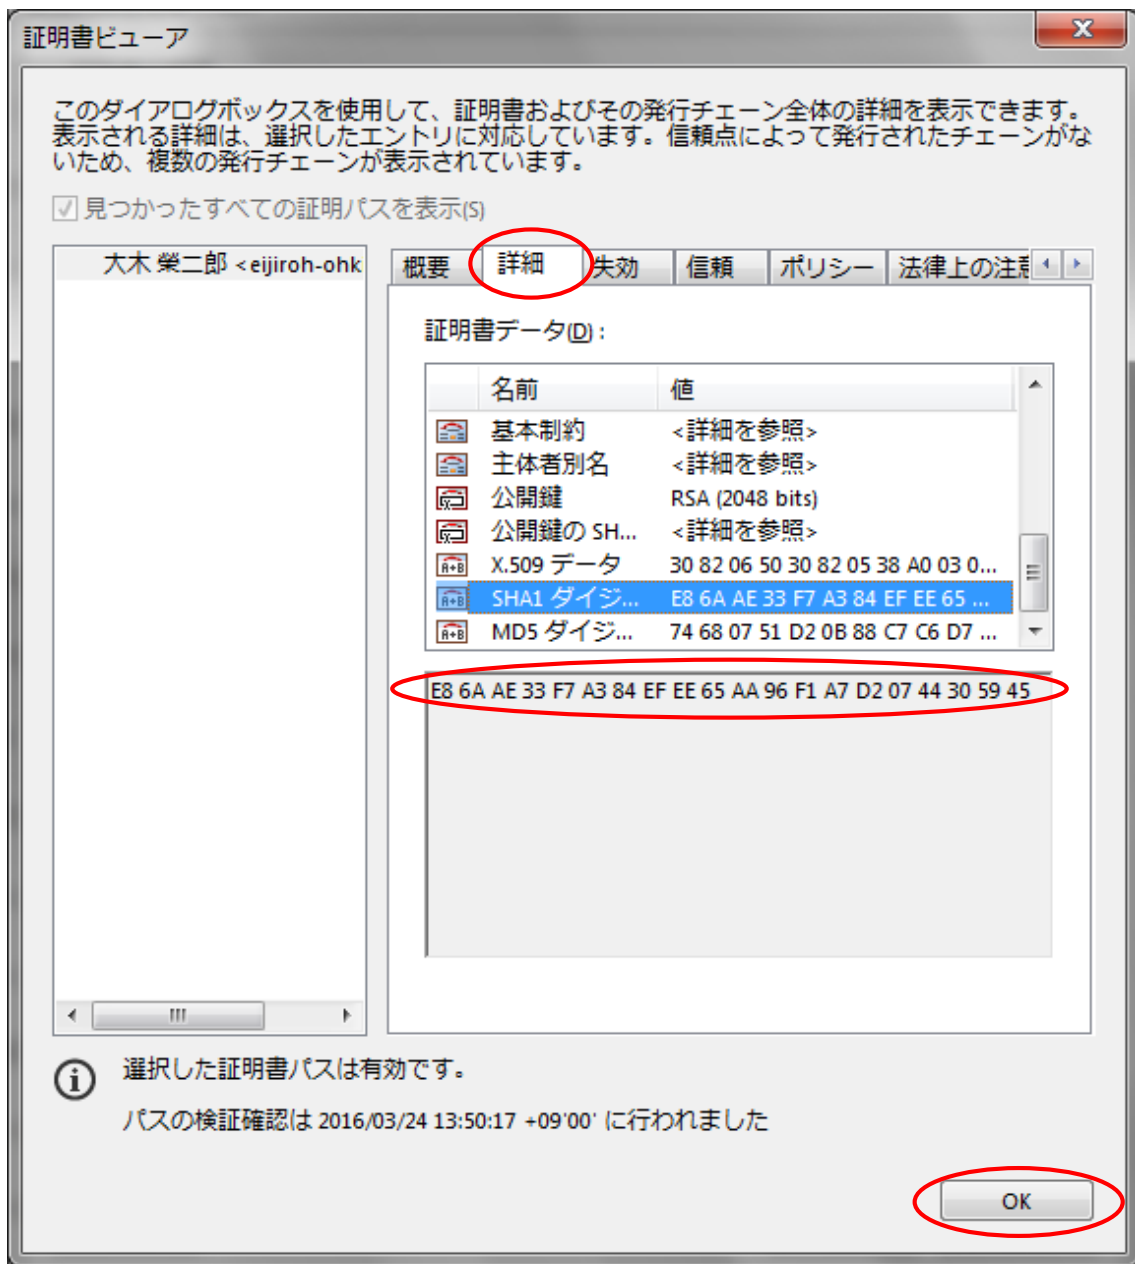 証明書ビューア
このダイアログボックスを使用して、証明書およびその発行チェーン全体の詳細を表示できます。
表示される詳細は、選択したエントリに対応しています。信頼点によって発行されたチェーンがな
いため、複数の発行チェーンが表示されています。
見つかったすべての証明パスを表示(S)
大木 榮二郎 <eijiroh-ohk
概要 詳細 失効 信頼 ポリシー 法律上の注意
証明書データ(D):
名前 値
基本制約 <詳細を参照>
主体者別名 <詳細を参照>
公開鍵 RSA (2048 bits)
公開鍵の SH... <詳細を参照>
X.509 データ 30 82 06 50 30 82 05 38 A0 03 0...
SHA1 ダイジ... E8 6A AE 33 F7 A3 84 EF EE 65 ...
MD5 ダイジ... 74 68 07 51 D2 0B 88 C7 C6 D7 ...
E8 6A AE 33 F7 A3 84 EF EE 65 AA 96 F1 A7 D2 07 44 30 59 45
選択した証明書パスは有効です。
パスの検証確認は 2016/03/24 13:50:17 +09'00' に行われました
OK